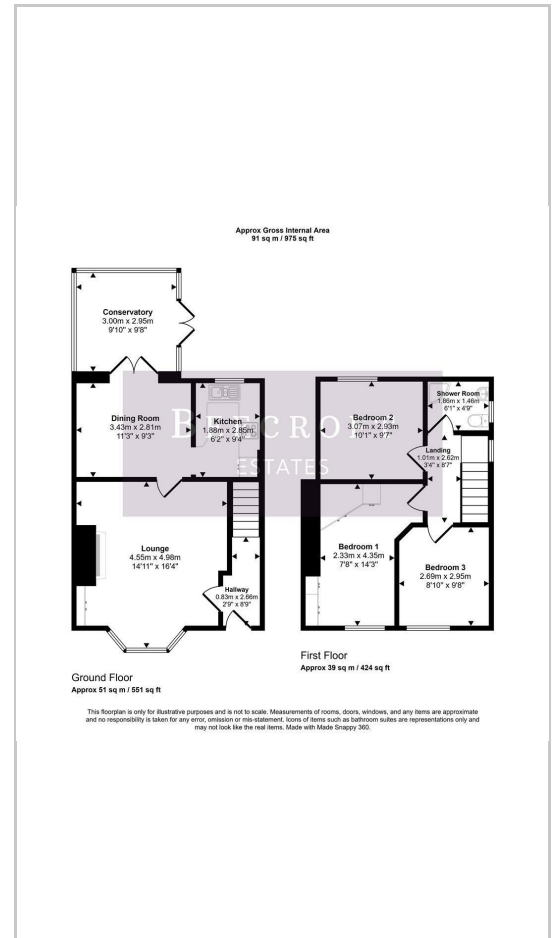 Approx Gross Internal Area
91 sq m / 975 sq ft
Conservatory
3.00m x 2.95m
9'10" x 9'8"
Dining Room
3.43m x 2.81m
11'3" x 9'3"
Kitchen
1.88m x 2.85m
6'2" x 9'4"
Lounge
4.55m x 4.98m
14'11" x 16'4"
Hallway
0.83m x 2.66m
2'9" x 8'9"
Ground Floor
Approx 51 sq m / 551 sq ft
Bedroom 2
3.07m x 2.93m
10'1" x 9'7"
Shower Room
1.86m x 1.46m
6'1" x 4'9"
Landing
1.01m x 2.62m
3'4" x 8'7"
Bedroom 1
2.33m x 4.35m
7'8" x 14'3"
Bedroom 3
2.69m x 2.95m
8'10" x 9'8"
First Floor
Approx 39 sq m / 424 sq ft
ESTATES
This floorplan is only for illustrative purposes and is not to scale. Measurements of rooms, doors, windows, and any items are approximate
and no responsibility is taken for any error, omission or mis-statement. Icons of items such as bathroom suites are representations only and
may not look like the real items. Made with Made Snappy 360.